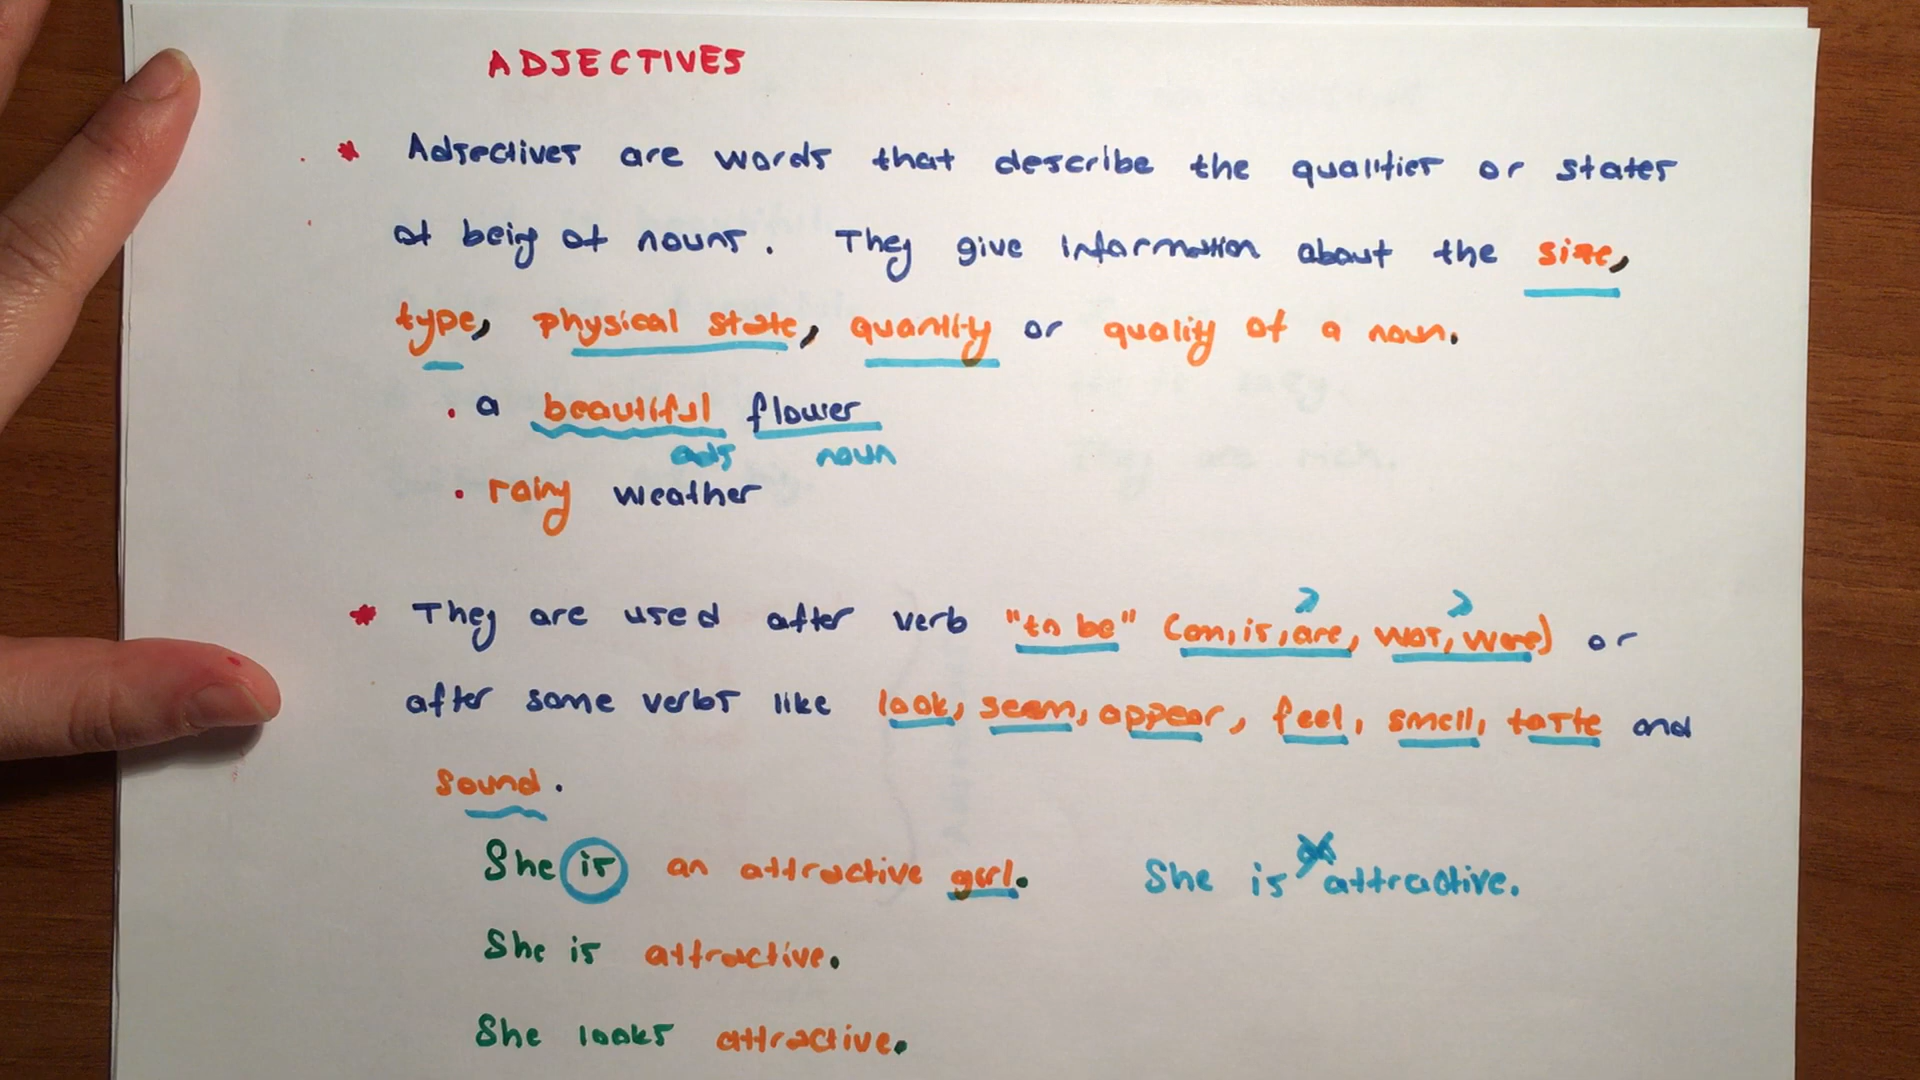 ADJECTIVES
* Adjectives are words that describe the qualities or states
of being of nouns. They give information about the size,
type, physical state, quantity or quality of a noun.
. a beautiful flower
adj noun
. rainy weather
* They are used after verb "to be" (am, is, are, was, were) or
after some verbs like look, seem, appear, feel, smell, taste and
sound.
She is an attractive girl. She is attractive.
She is attractive.
She looks attractive.